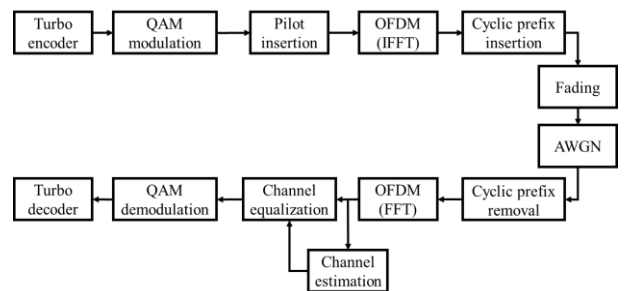 Turbo
encoder
QAM
modulation
Pilot
insertion
OFDM
(IFFT)
Cyclic prefix
insertion
Fading
AWGN
Turbo
decoder
QAM
demodulation
Channel
equalization
OFDM
(FFT)
Cyclic prefix
removal
Channel
estimation